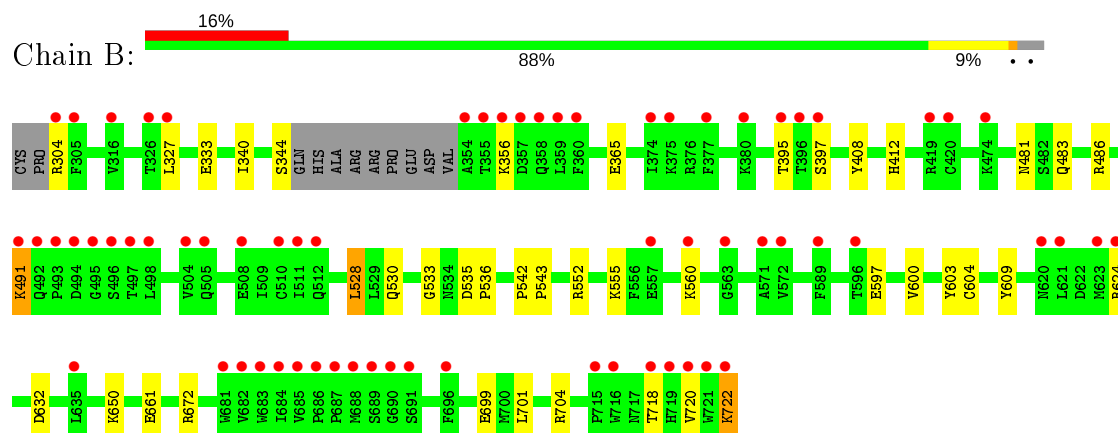 16%
Chain B:
88% 9% • •
CYS PRO R304 F305 V316 T326 L327 E333 I340 S344 GLN HIS ALA ARG ARG PRO GLU ASP VAL A354 T355 K356 D357 Q358 L359 F360 E365 I374 K375 R376 F377 K380 T395 T396 S397 Y408 H412 R419 C420 K474 N481 S482 Q483 R486
K491 Q492 P493 D494 G495 S496 T497 L498 V504 Q505 E508 I509 C510 I511 Q512 L528 L529 Q530 G533 N534 D535 P536 P542 P543 R552 K555 F556 E557 K560 G563 A571 V572 F589 T596 E597 V600 Y603 C604 Y609 N620 L621 D622 M623
D632 L635 K650 E661 R672 W681 V682 W683 I684 V685 P686 P687 M688 S689 G690 S691 F696 E699 M700 L701 R704 P715 W716 N717 T718 H719 V720 W721 K722